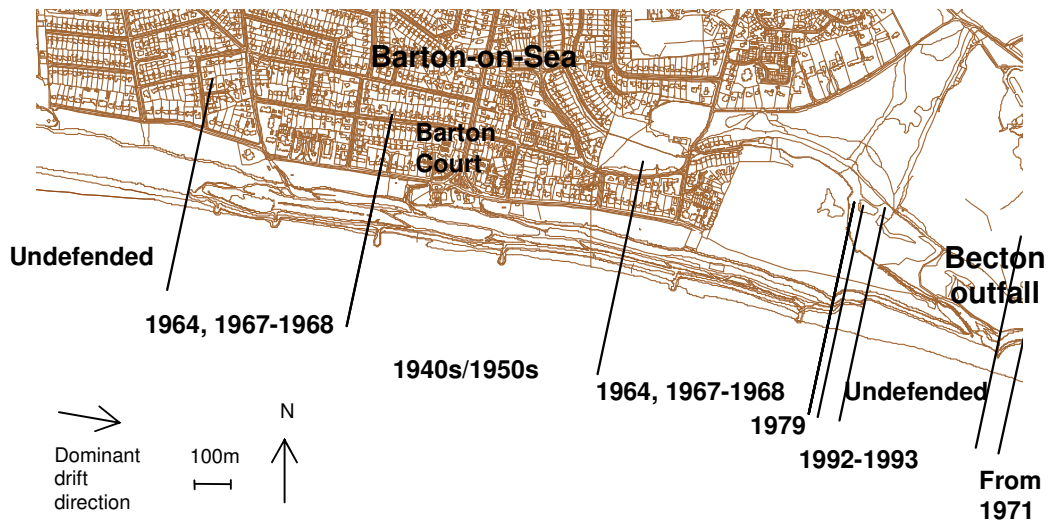 Barton-on-Sea
Barton
Court
Undefended
Becton
outfall
1964, 1967-1968
1940s/1950s
1964, 1967-1968
Undefended
1979
1992-1993
From
1971
N
Dominant
drift
direction
100m